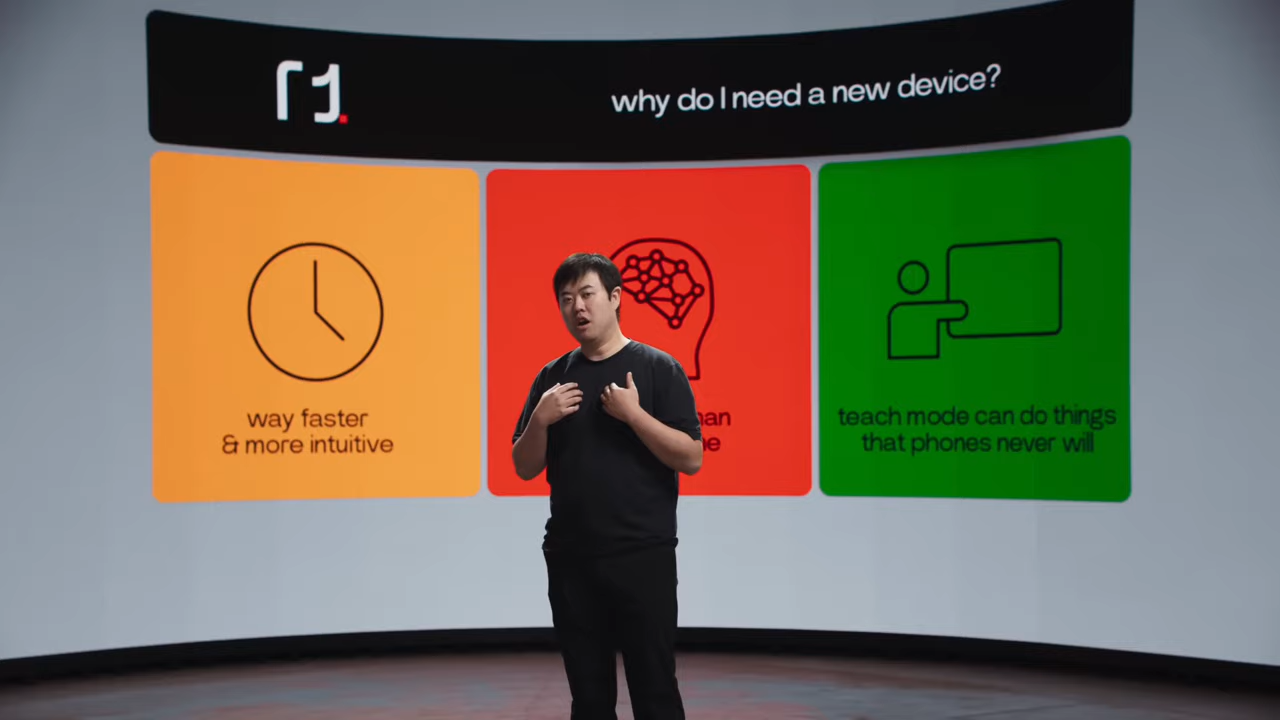 r1.
why do I need a new device?
way faster
& more intuitive
teach mode can do things
that phones never will